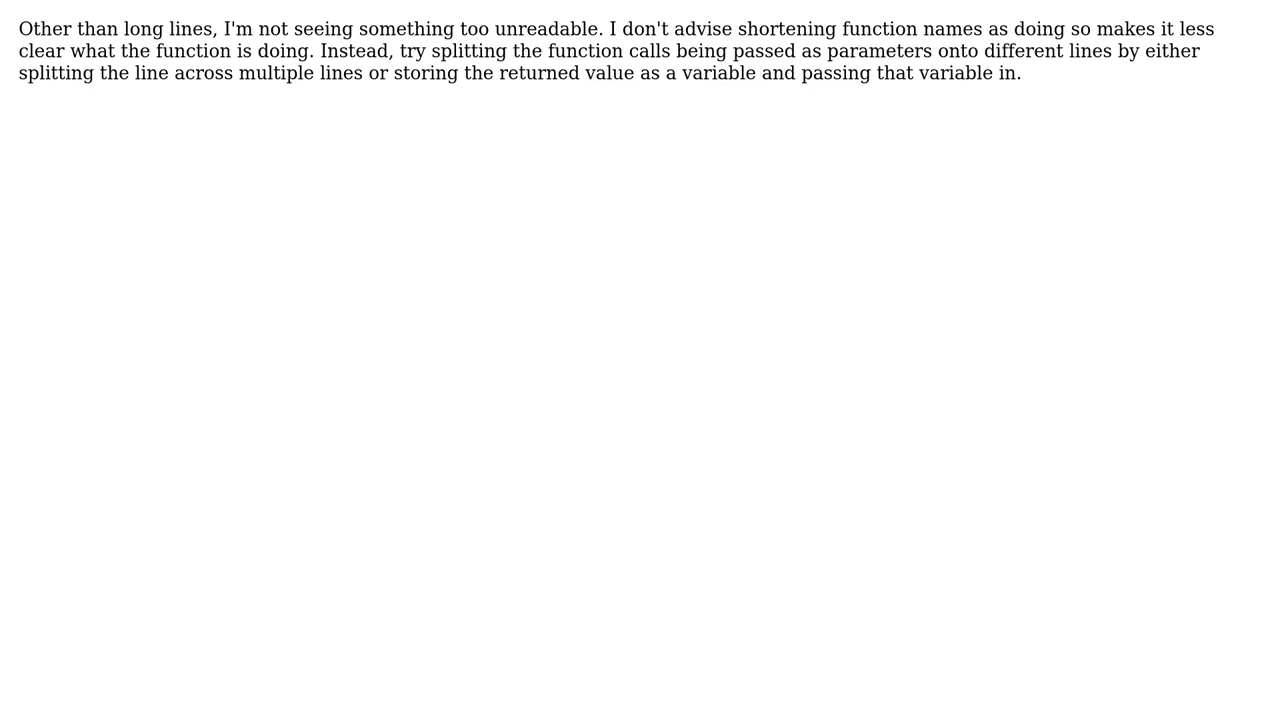 Other than long lines, I'm not seeing something too unreadable. I don't advise shortening function names as doing so makes it less
clear what the function is doing. Instead, try splitting the function calls being passed as parameters onto different lines by either
splitting the line across multiple lines or storing the returned value as a variable and passing that variable in.